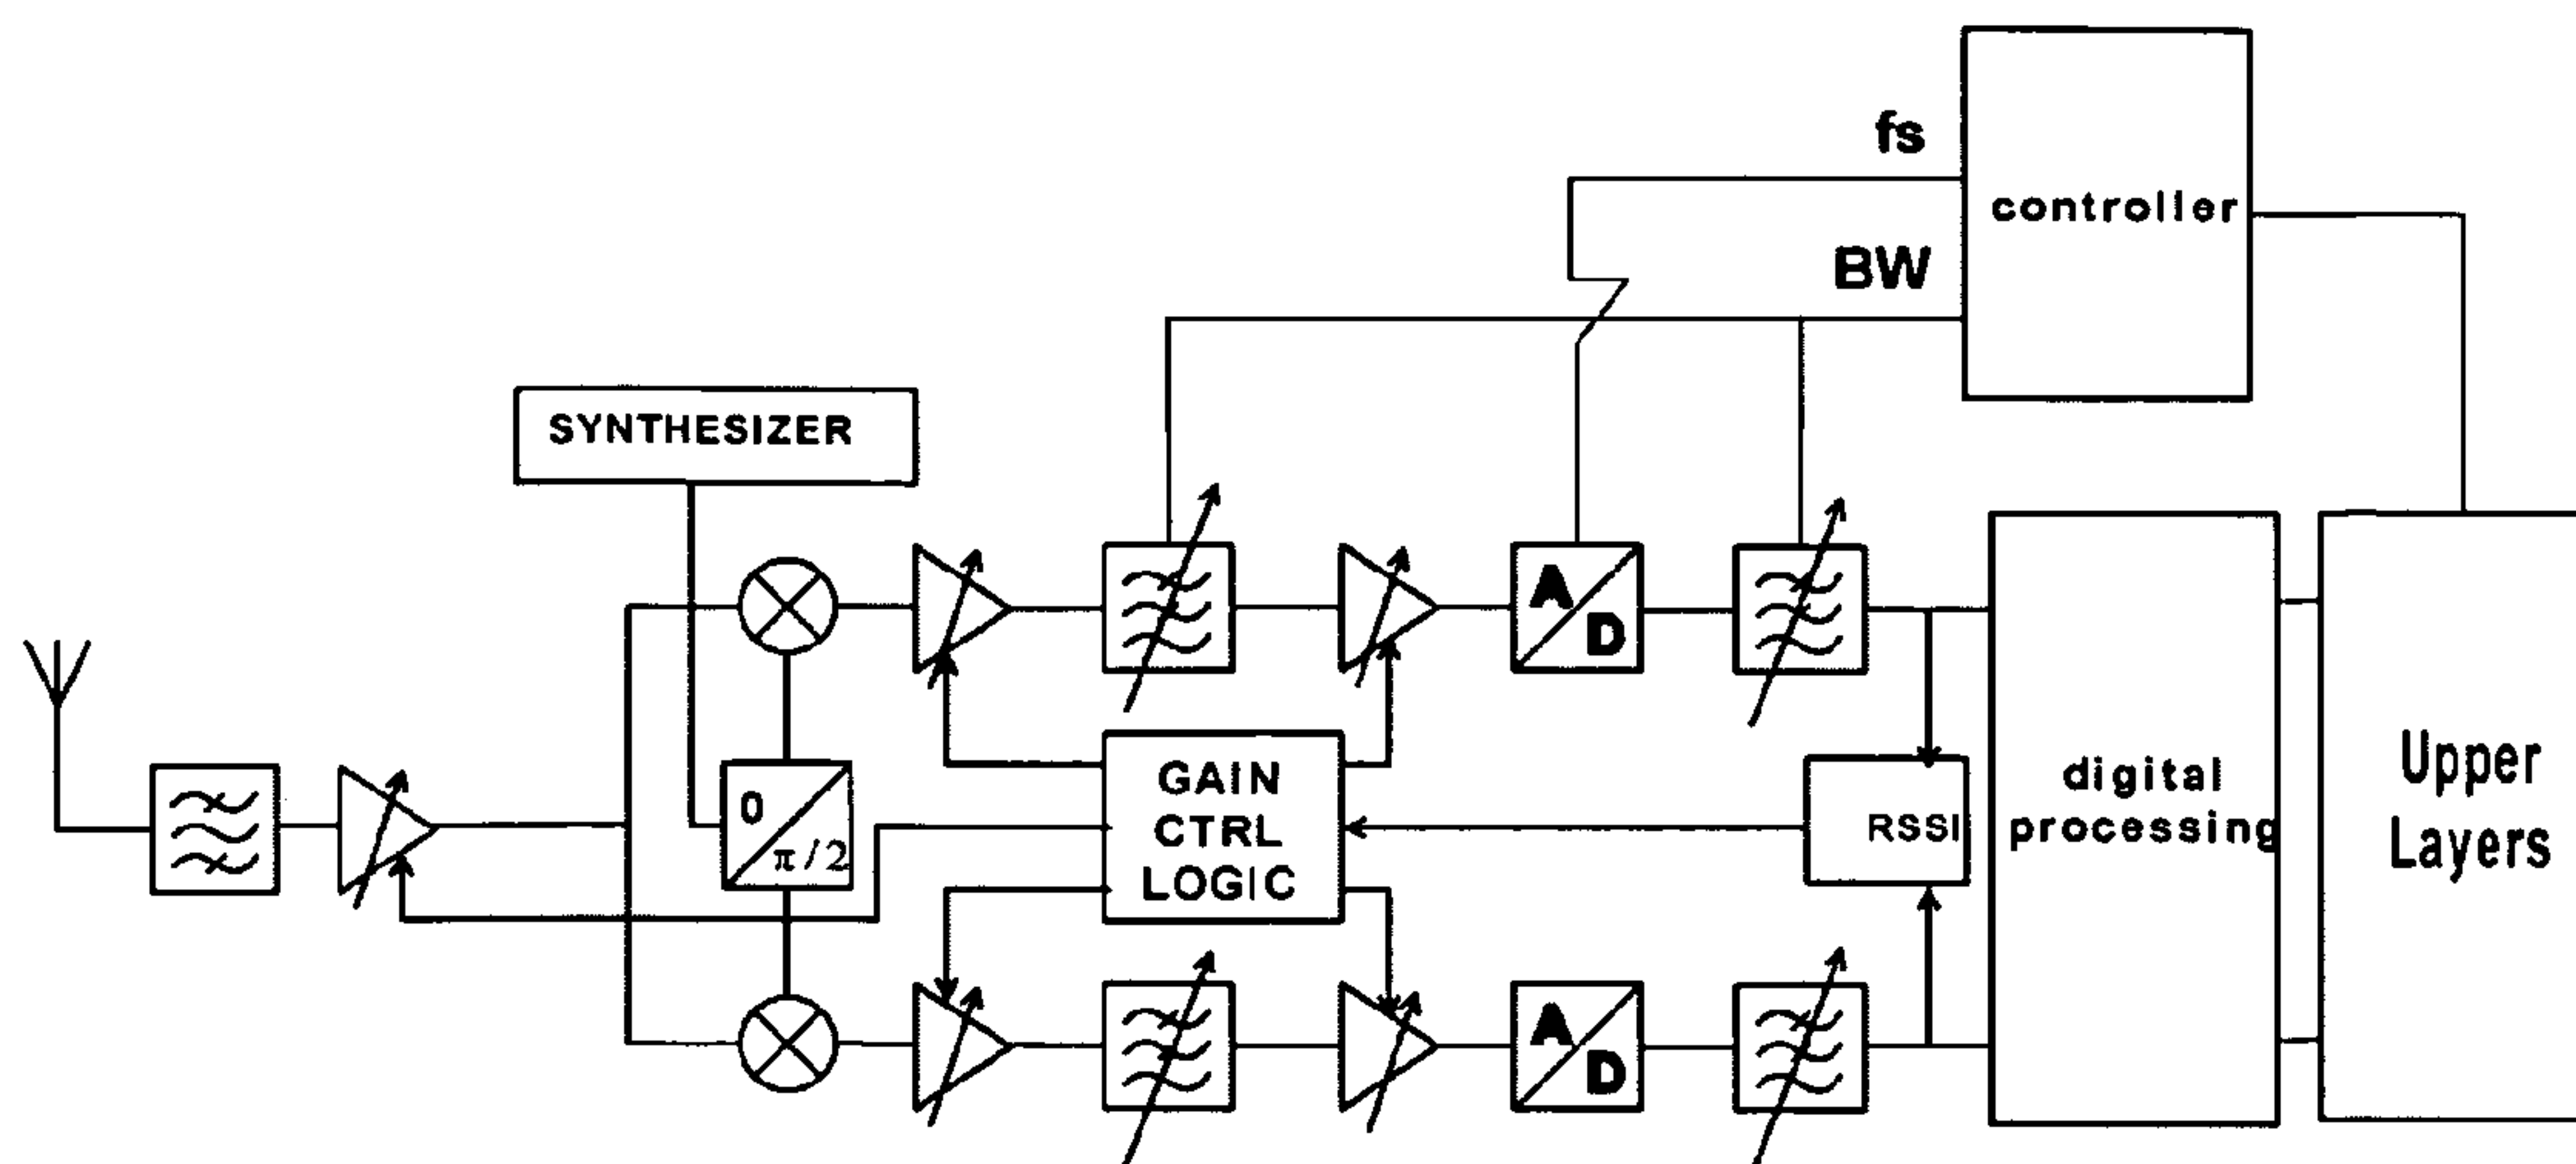 fs
controller
BW
SYNTHESIZER
A
D
0
π/2
GAIN
CTRL
LOGIC
RSSI
digital
processing
Upper
Layers
A
D